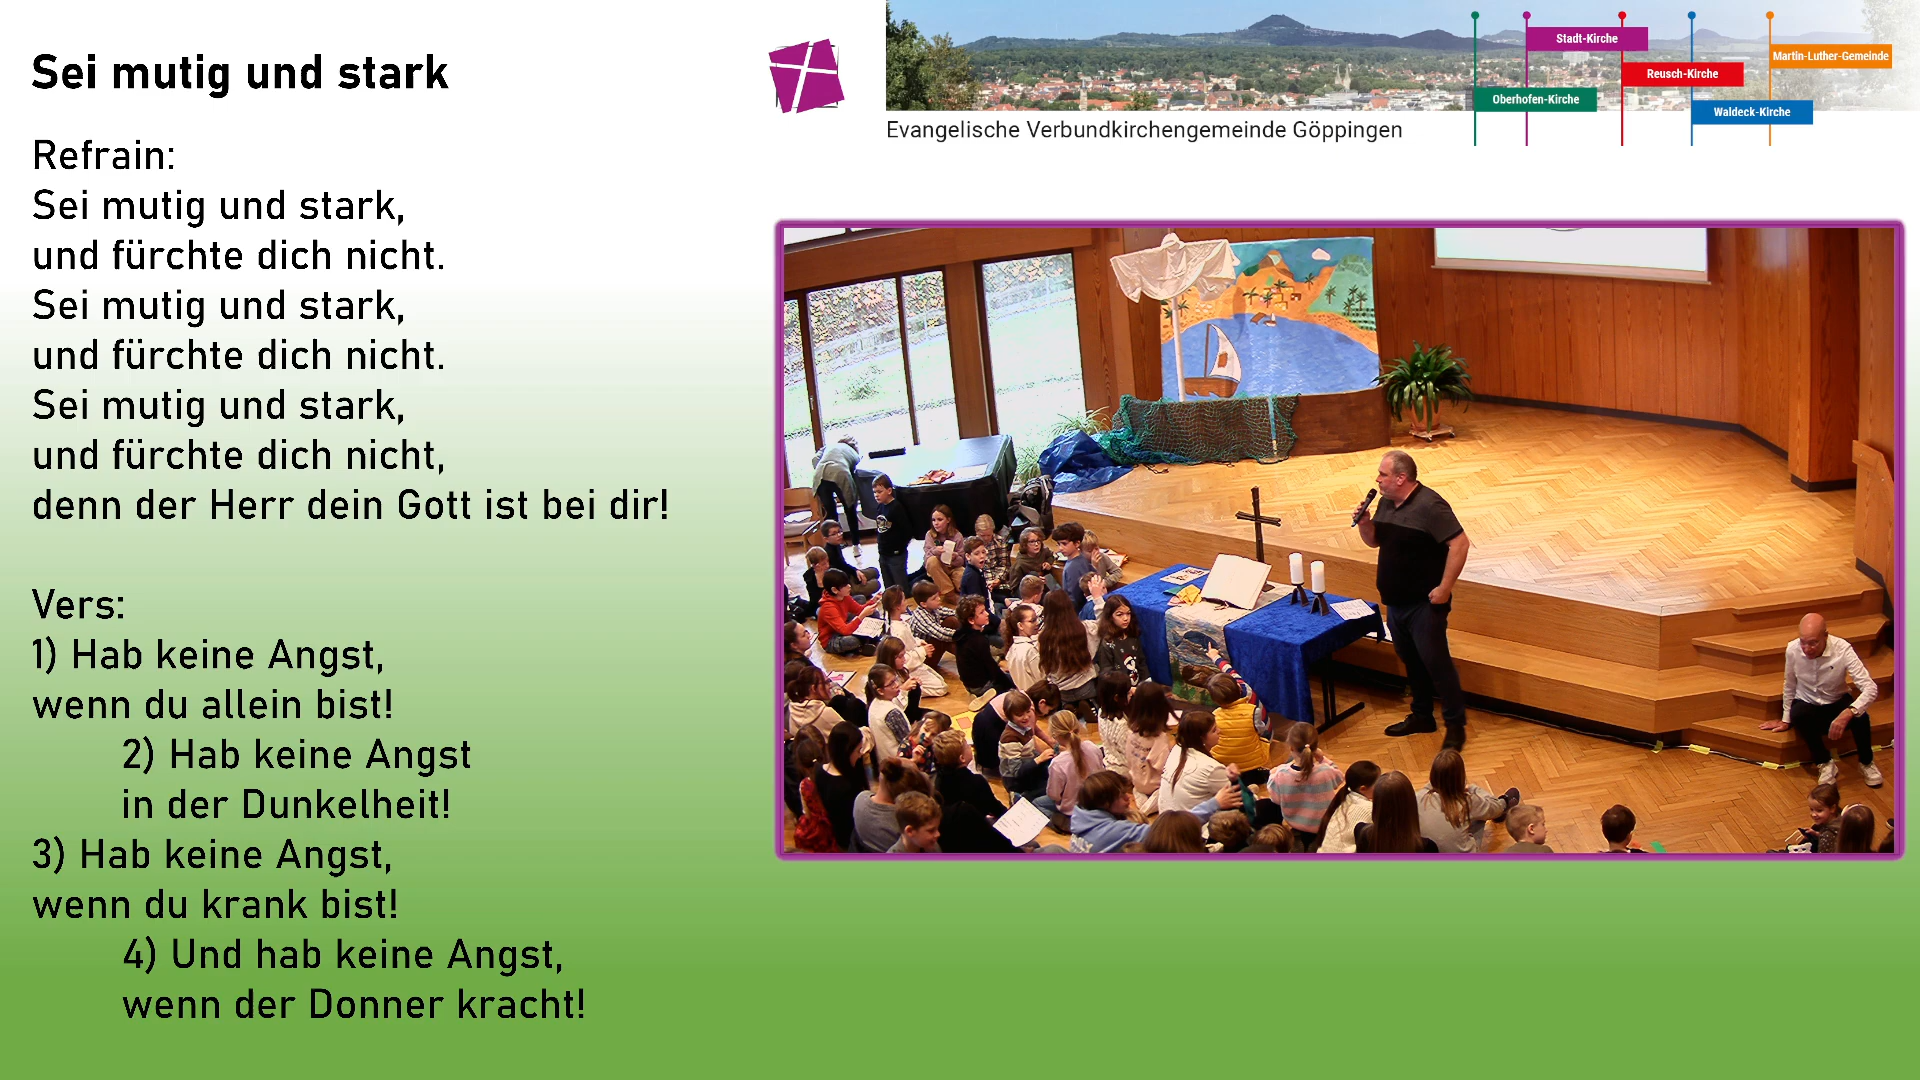 Sei mutig und stark
Refrain:
Sei mutig und stark,
und fürchte dich nicht.
Sei mutig und stark,
und fürchte dich nicht.
Sei mutig und stark,
und fürchte dich nicht,
denn der Herr dein Gott ist bei dir!
Vers:
1) Hab keine Angst,
wenn du allein bist!
2) Hab keine Angst
in der Dunkelheit!
3) Hab keine Angst,
wenn du krank bist!
4) Und hab keine Angst,
wenn der Donner kracht!
Stadt-Kirche
Martin-Luther-Gemeinde
Reusch-Kirche
Oberhofen-Kirche
Waldeck-Kirche
Evangelische Verbundkirchengemeinde Göppingen